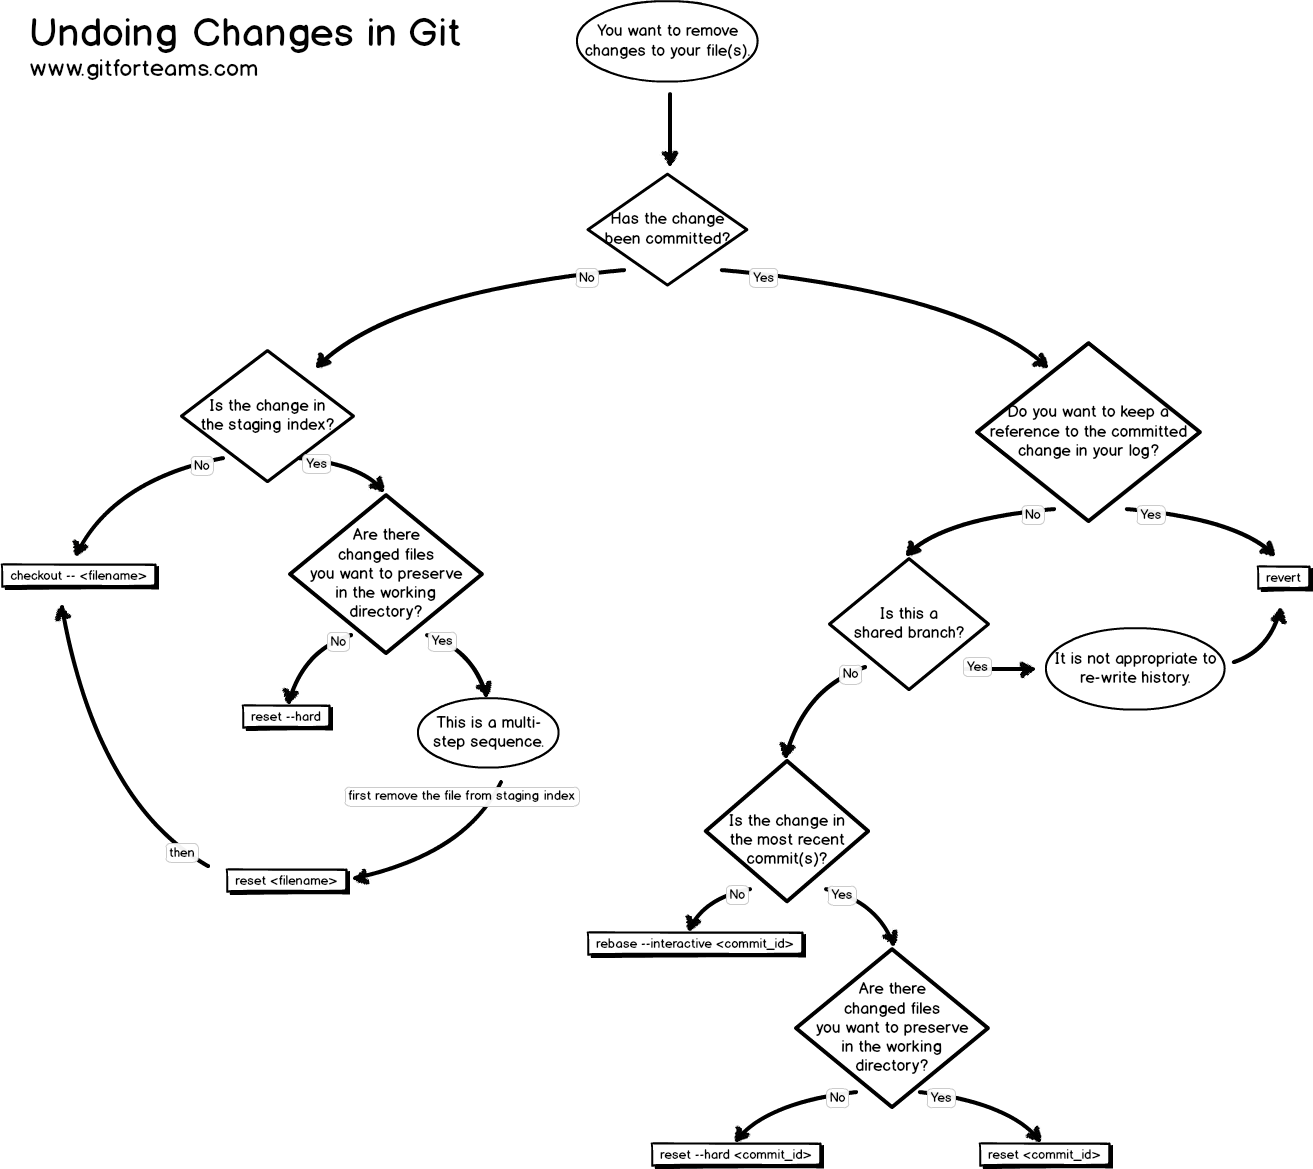 Undoing Changes in Git
www.gitforteams.com
You want to remove
changes to your file(s).
Has the change
been committed?
No
Yes
Is the change in
the staging index?
No
Yes
checkout -- <filename>
Are there
changed files
you want to preserve
in the working
directory?
No
Yes
reset --hard
This is a multi-
step sequence.
first remove the file from staging index
reset <filename>
then
Do you want to keep a
reference to the committed
change in your log?
No
Yes
revert
Is this a
shared branch?
No
Yes
It is not appropriate to
re-write history.
Is the change in
the most recent
commit(s)?
No
Yes
rebase --interactive <commit_id>
Are there
changed files
you want to preserve
in the working
directory?
No
Yes
reset --hard <commit_id>
reset <commit_id>